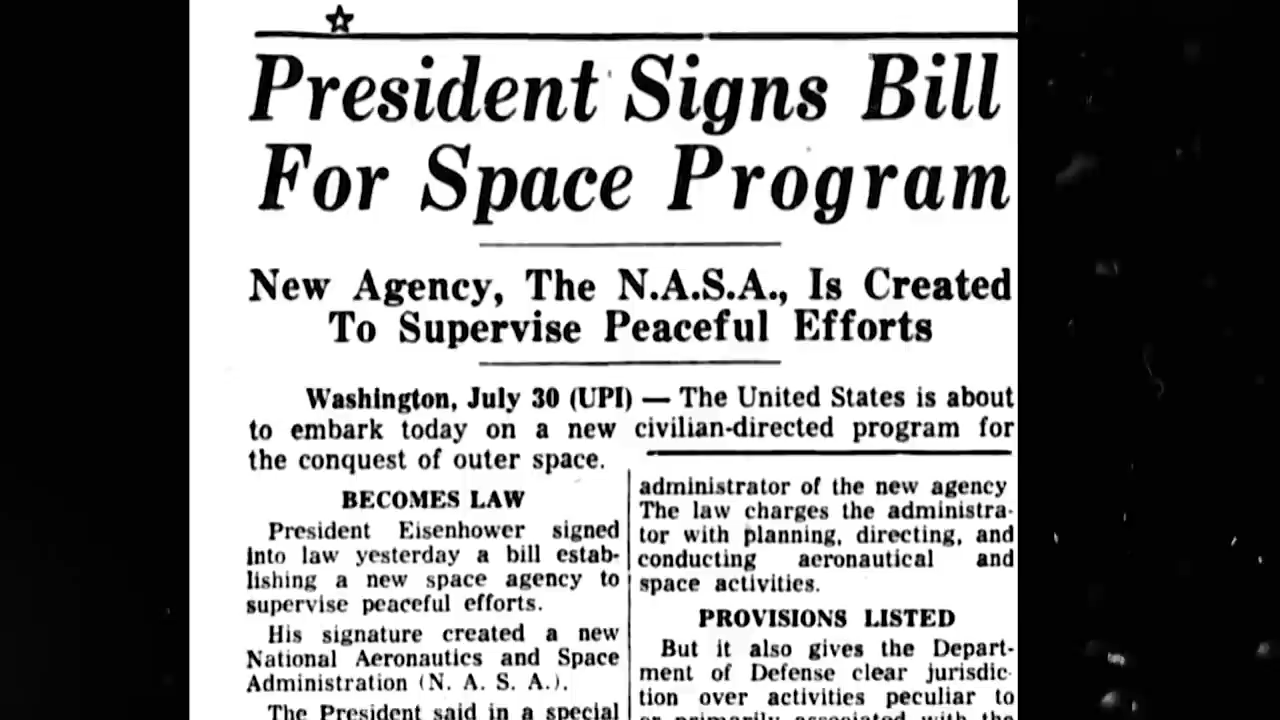 President Signs Bill
For Space Program
New Agency, The N.A.S.A., Is Created
To Supervise Peaceful Efforts
Washington, July 30 (UPI) — The United States is about
to embark today on a new civilian-directed program for
the conquest of outer space.
BECOMES LAW
President Eisenhower signed
into law yesterday a bill estab-
lishing a new space agency to
supervise peaceful efforts.
His signature created a new
National Aeronautics and Space
Administration (N. A. S. A.).
The President said in a special
administrator of the new agency
The law charges the administra-
tor with planning, directing, and
conducting aeronautical and
space activities.
PROVISIONS LISTED
But it also gives the Depart-
ment of Defense clear jurisdic-
tion over activities peculiar to
or primarily associated with the